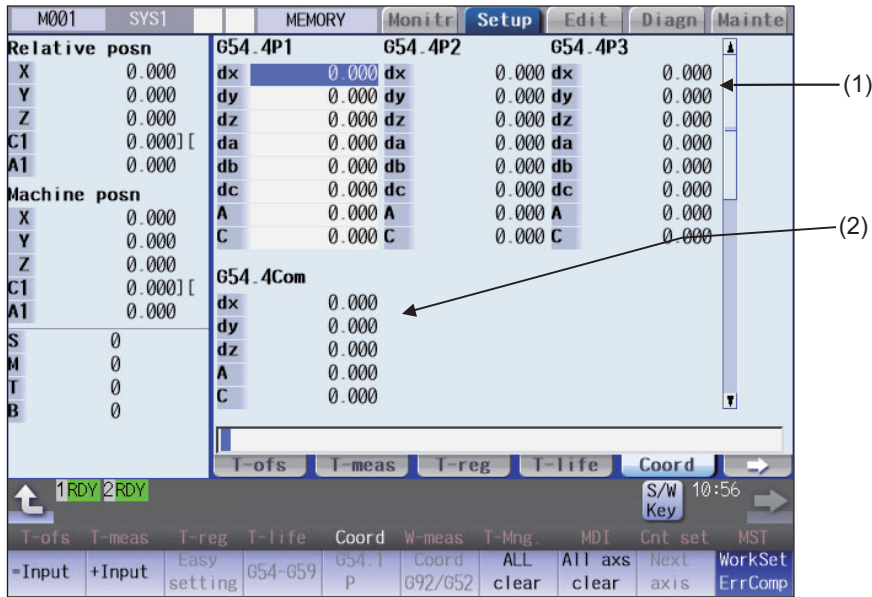 M001 SYS1 MEMORY Monitr Setup Edit Diagn Mainte
Relative posn
X 0.000
Y 0.000
Z 0.000
C1 0.000][
A1 0.000
Machine posn
X 0.000
Y 0.000
Z 0.000
C1 0.000][
A1 0.000
S 0
M 0
T 0
B 0
G54.4P1 G54.4P2 G54.4P3
dx 0.000 dx 0.000 dx 0.000
dy 0.000 dy 0.000 dy 0.000
dz 0.000 dz 0.000 dz 0.000
da 0.000 da 0.000 da 0.000
db 0.000 db 0.000 db 0.000
dc 0.000 dc 0.000 dc 0.000
A 0.000 A 0.000 A 0.000
C 0.000 C 0.000 C 0.000
G54.4Com
dx 0.000
dy 0.000
dz 0.000
A 0.000
C 0.000
(1)
(2)
T-ofs T-meas T-reg T-life Coord
1RDY 2RDY S/W Key 10:56
T-ofs T-meas T-reg T-life Coord W-meas T-Mng. MDI Cnt set MST
=Input +Input Easy setting G54-G59 G54.1 P Coord G92/G52 ALL clear All axs clear Next axis WorkSet ErrComp